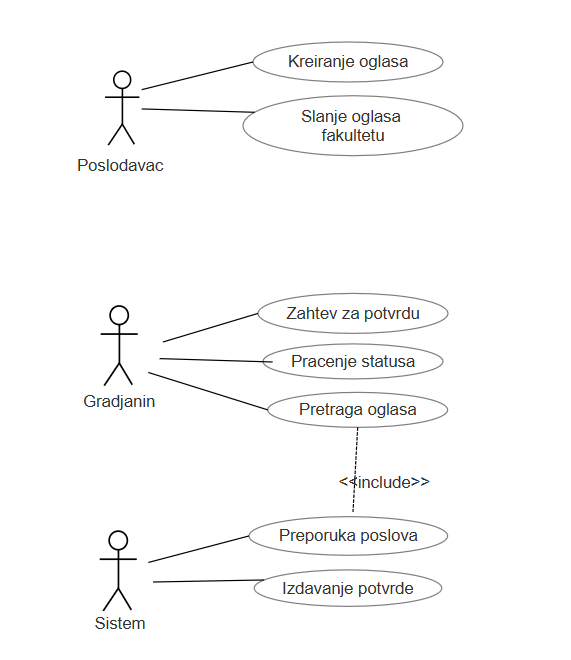 Kreiranje oglasa
Slanje oglasa
fakultetu
Poslodavac
Zahtev za potvrdu
Pracenje statusa
Gradjanin
Pretraga oglasa
<<include>>
Preporuka poslova
Izdavanje potvrde
Sistem